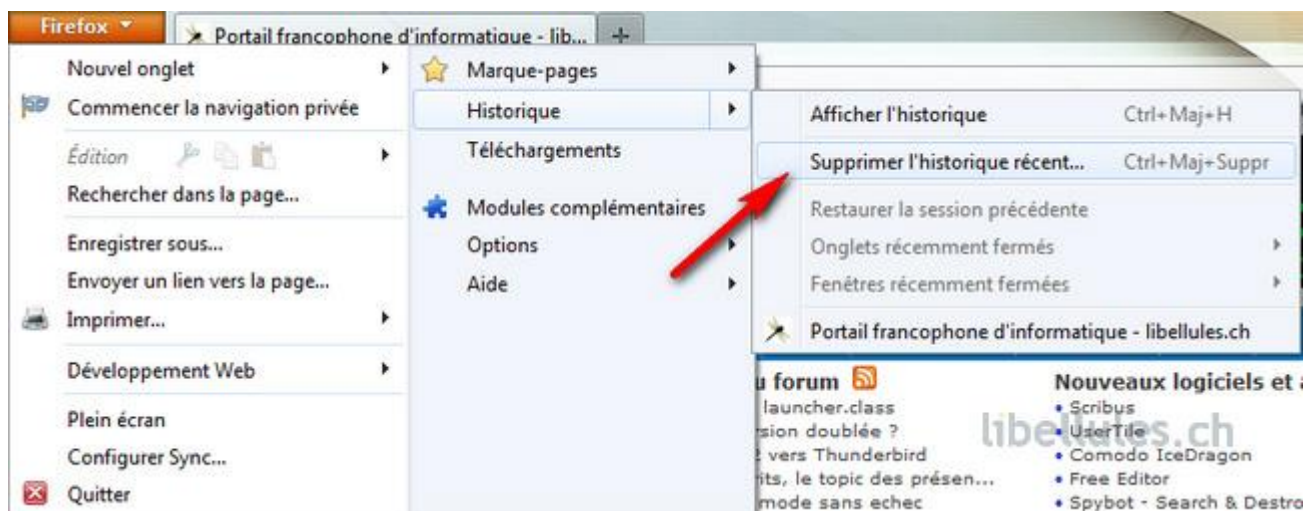 Firefox
Portail francophone d'informatique - lib...
Nouvel onglet
Commencer la navigation privée
Édition
Rechercher dans la page...
Enregistrer sous...
Envoyer un lien vers la page...
Imprimer...
Développement Web
Plein écran
Configurer Sync...
Quitter
Marque-pages
Historique
Téléchargements
Modules complémentaires
Options
Aide
Afficher l'historique Ctrl+Maj+H
Supprimer l'historique récent... Ctrl+Maj+Suppr
Restaurer la session précédente
Onglets récemment fermés
Fenêtres récemment fermées
Portail francophone d'informatique - libellules.ch
forum
launcher.class
doublée ?
vers Thunderbird
le topic des présen...
mode sans echec
Nouveaux logiciels et
• Scribus
• UserTile
• Comodo IceDragon
• Free Editor
• Spybot - Search & Destro
libellules.ch